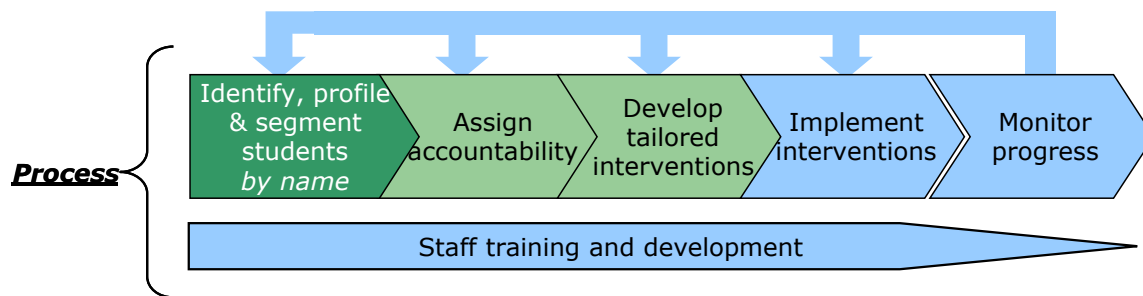 Process
Identify, profile
& segment
students
by name
Assign
accountability
Develop
tailored
interventions
Implement
interventions
Monitor
progress
Staff training and development